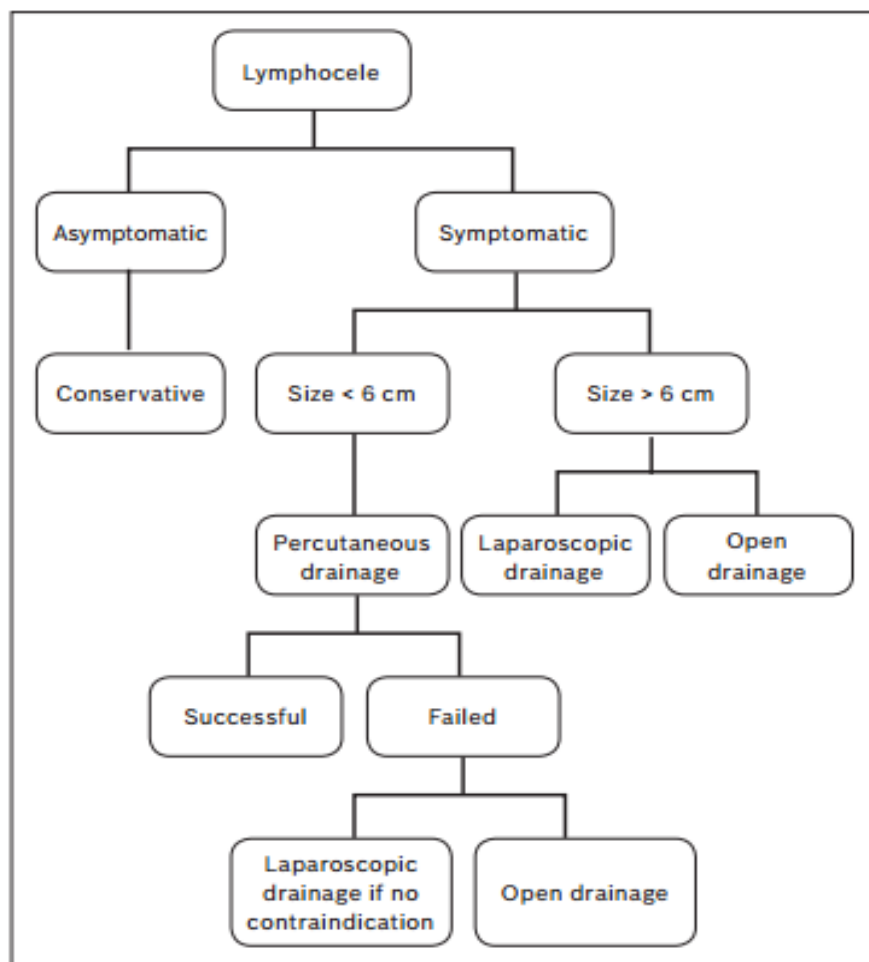 Lymphocele
Asymptomatic
Symptomatic
Conservative
Size < 6 cm
Size > 6 cm
Percutaneous
drainage
Laparoscopic
drainage
Open
drainage
Successful
Failed
Laparoscopic
drainage if no
contraindication
Open drainage